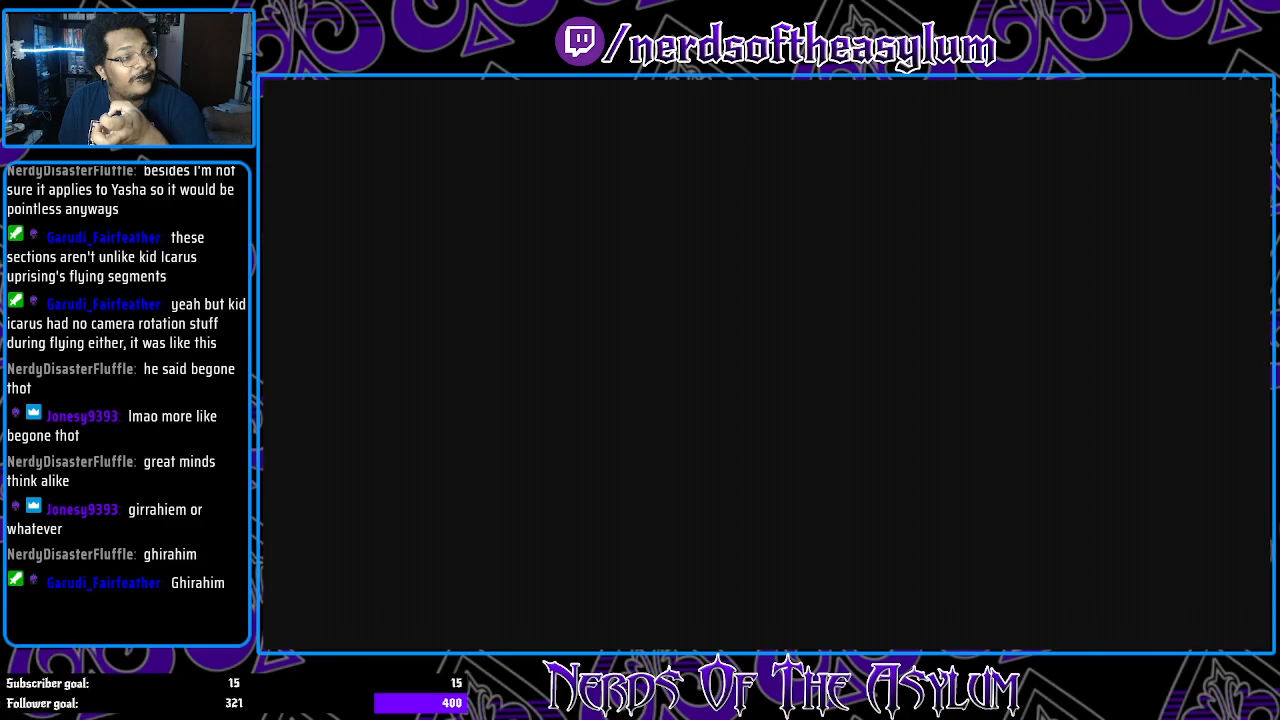 /nerdsoftheasylum
NerdyDisasterFluffle: besides I'm not
sure it applies to Yasha so it would be
pointless anyways
Garudi_Fairfeather: these
sections aren't unlike kid Icarus
uprising's flying segments
Garudi_Fairfeather: yeah but kid
icarus had no camera rotation stuff
during flying either, it was like this
NerdyDisasterFluffle: he said begone
thot
Jonesy9393: lmao more like
begone thot
NerdyDisasterFluffle: great minds
think alike
Jonesy9393: girrahiem or
whatever
NerdyDisasterFluffle: ghirahim
Garudi_Fairfeather: Ghirahim
Subscriber goal: 15 15
Follower goal: 321 400
Nerds Of The Asylum